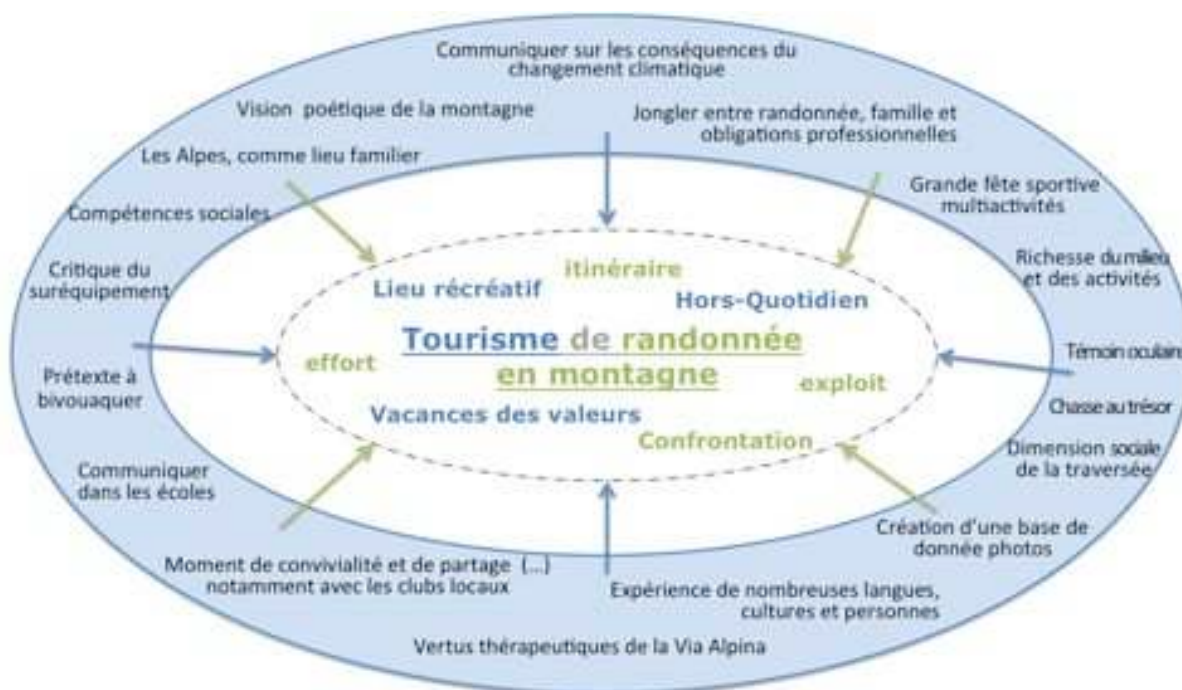 Communiquer sur les conséquences du
changement climatique
Vision poétique de la montagne
Jongler entre randonnée, famille et
obligations professionnelles
Les Alpes, comme lieu familier
Grande fête sportive
multiactivités
Compétences sociales
Richesse du milieu
et des activités
Critique du
suréquipement
itinéraire
Lieu récréatif
Hors-Quotidien
Tourisme de randonnée
en montagne
effort
exploit
Témoin oculaire
Prétexte à
bivouaquer
Vacances des valeurs
Chasse au trésor
Confrontation
Dimension sociale
de la traversée
Communiquer
dans les écoles
Création d'une base de
donnée photos
Moment de convivialité et de partage (...)
notamment avec les clubs locaux
Expérience de nombreuses langues,
cultures et personnes
Vertus thérapeutiques de la Via Alpina